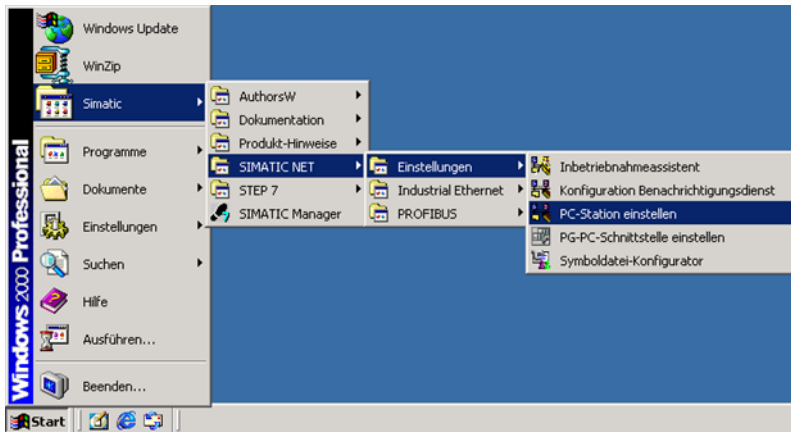 Windows 2000 Professional
Windows Update
WinZip
Simatic
Programme
Dokumente
Einstellungen
Suchen
Hilfe
Ausführen...
Beenden...
AuthorsW
Dokumentation
Produkt-Hinweise
SIMATIC NET
STEP 7
SIMATIC Manager
Einstellungen
Industrial Ethernet
PROFIBUS
Inbetriebnahmeassistent
Konfiguration Benachrichtigungsdienst
PC-Station einstellen
PG-PC-Schnittstelle einstellen
Symboldatei-Konfigurator
Start